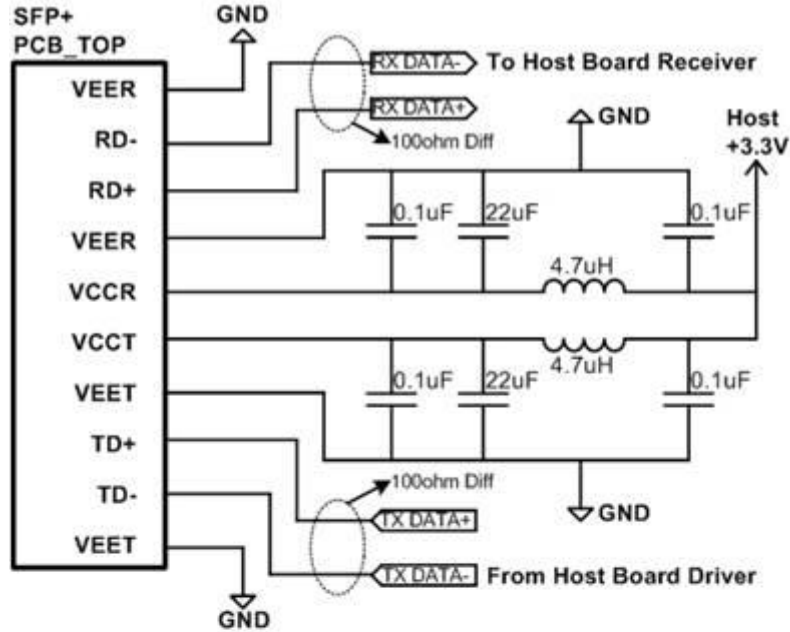 SFP+
PCB_TOP
GND
VEER
RD-
RD+
VEER
VCCR
VCCT
VEET
TD+
TD-
VEET
RX DATA- To Host Board Receiver
RX DATA+
100ohm Diff
GND
Host
+3.3V
0.1uF 22uF 0.1uF
4.7uH
4.7uH
0.1uF 22uF 0.1uF
100ohm Diff
TX DATA+
GND
TX DATA- From Host Board Driver
GND